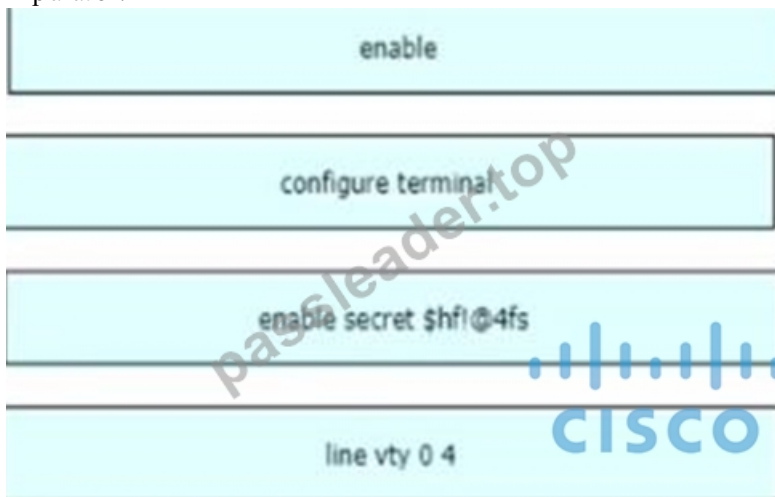 enable
configure terminal
enable secret $hf!@4fs
line vty 0 4
passleader.top
CISCO